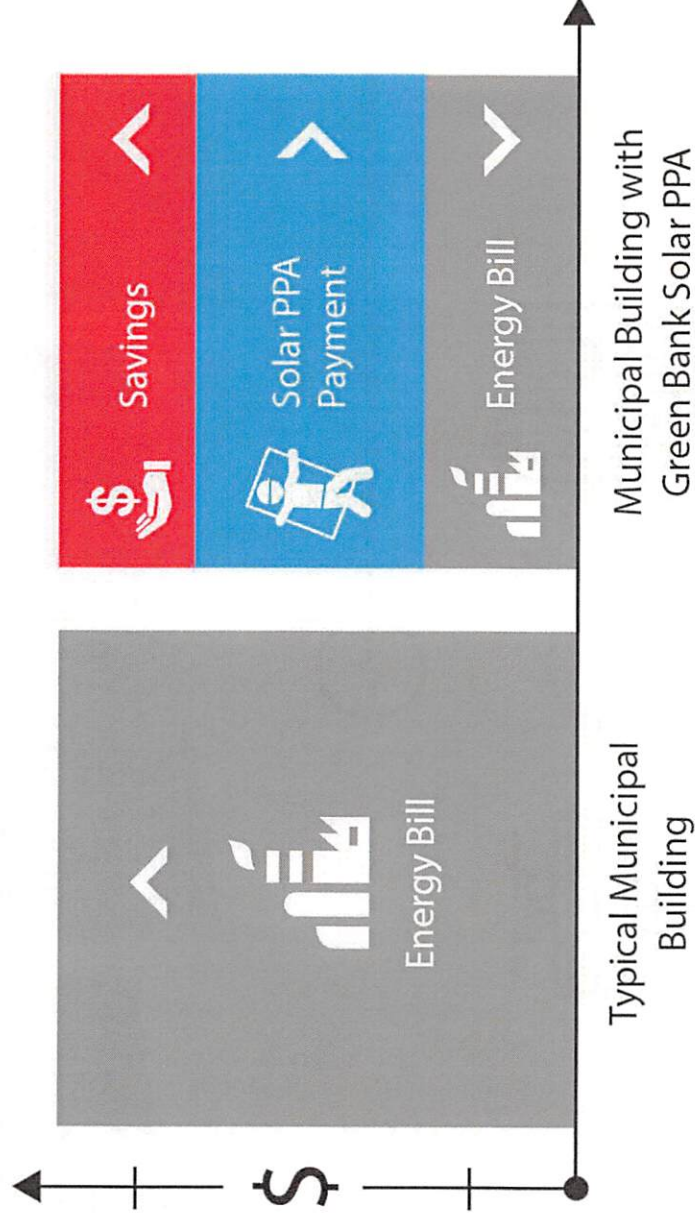 $
Energy Bill
Typical Municipal
Building
$
Savings
Solar PPA
Payment
Energy Bill
Municipal Building with
Green Bank Solar PPA